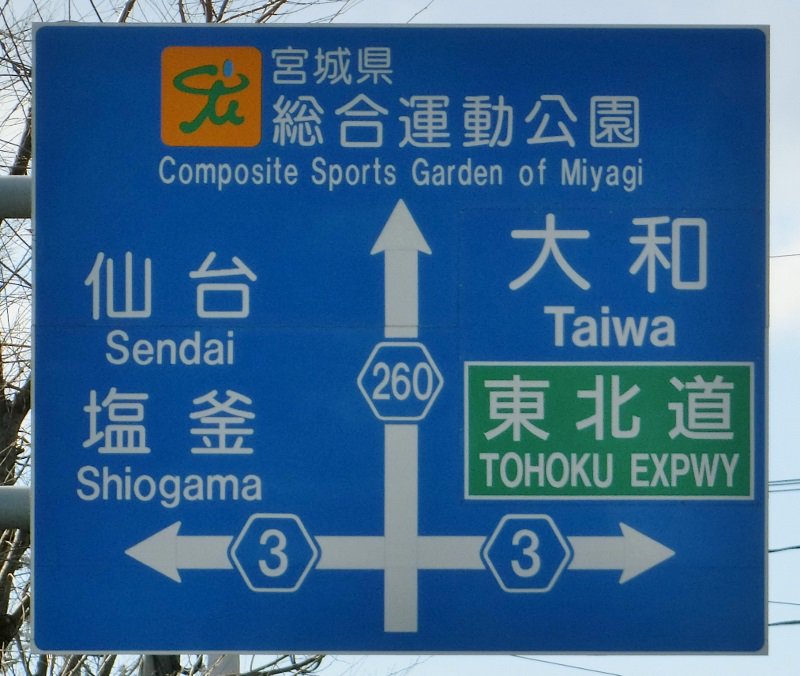 宮城県
総合運動公園
Composite Sports Garden of Miyagi
仙台
Sendai
塩釜
Shiogama
大和
Taiwa
東北道
TOHOKU EXPWY
260
3
3